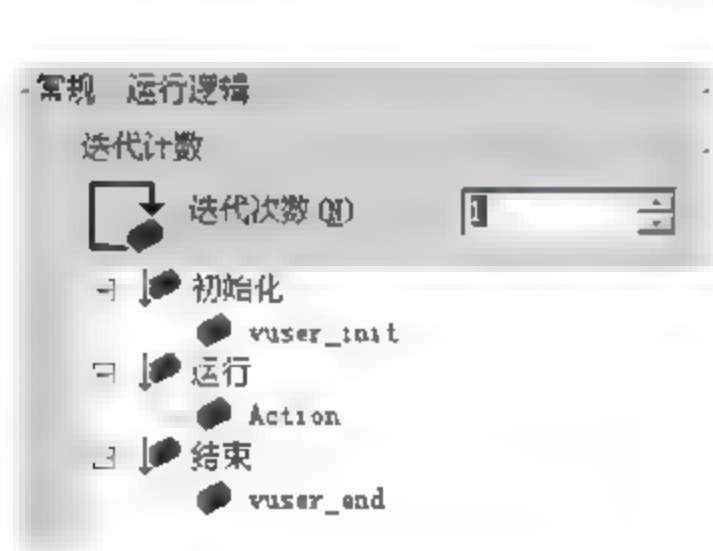 常规 运行逻辑
迭代计数
迭代次数(N) 1
初始化
vuser_init
运行
Action
结束
vuser_end